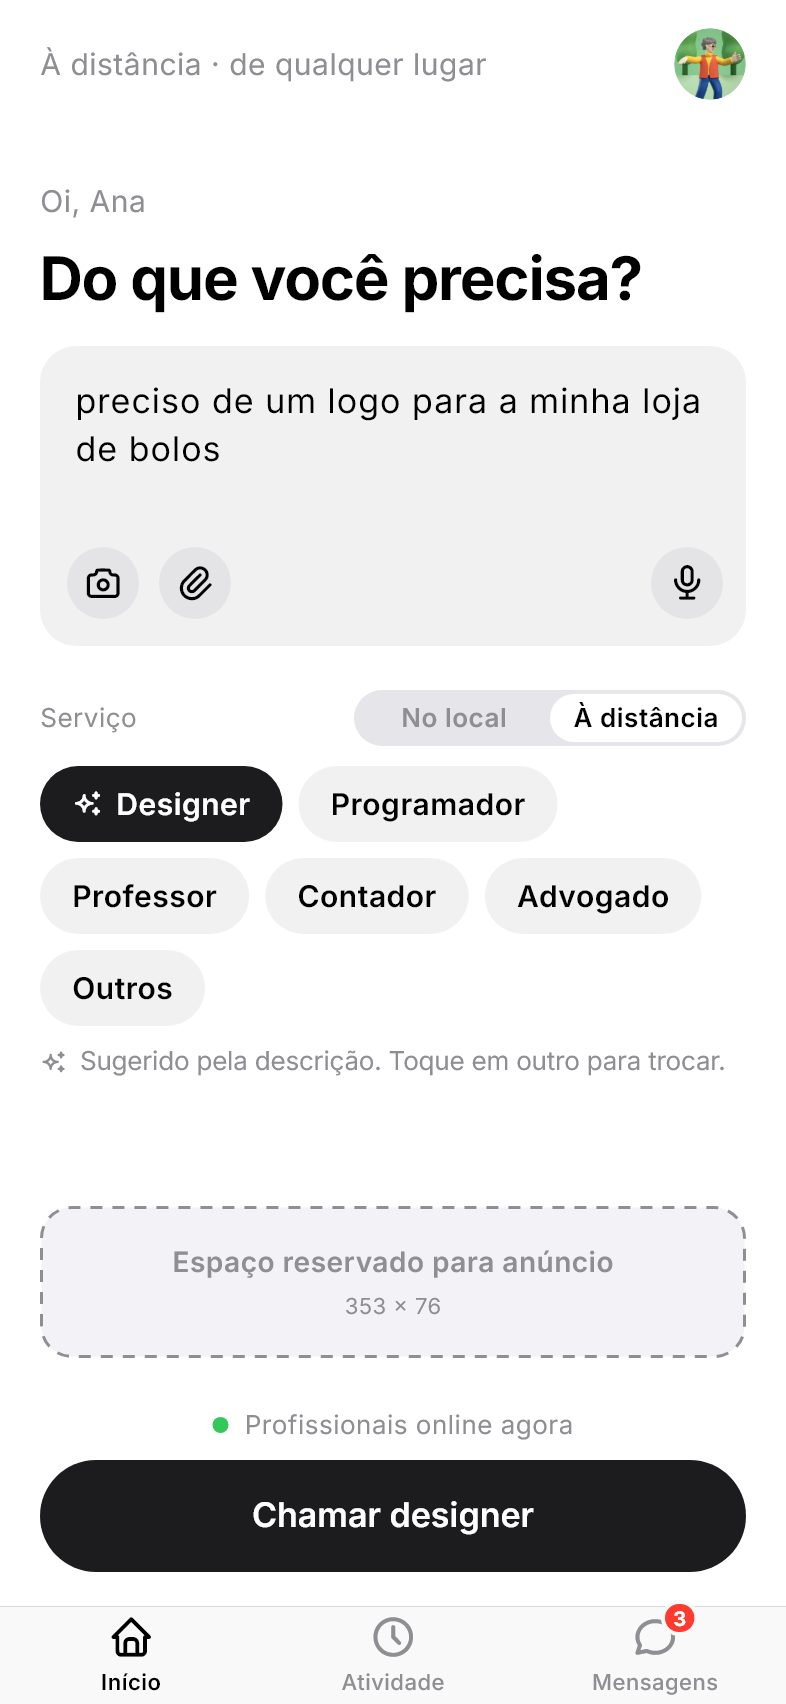 À distância · de qualquer lugar
Oi, Ana
Do que você precisa?
preciso de um logo para a minha loja
de bolos
Serviço
No local
À distância
Designer
Programador
Professor
Contador
Advogado
Outros
Sugerido pela descrição. Toque em outro para trocar.
Espaço reservado para anúncio
353 × 76
Profissionais online agora
Chamar designer
3
Início
Atividade
Mensagens